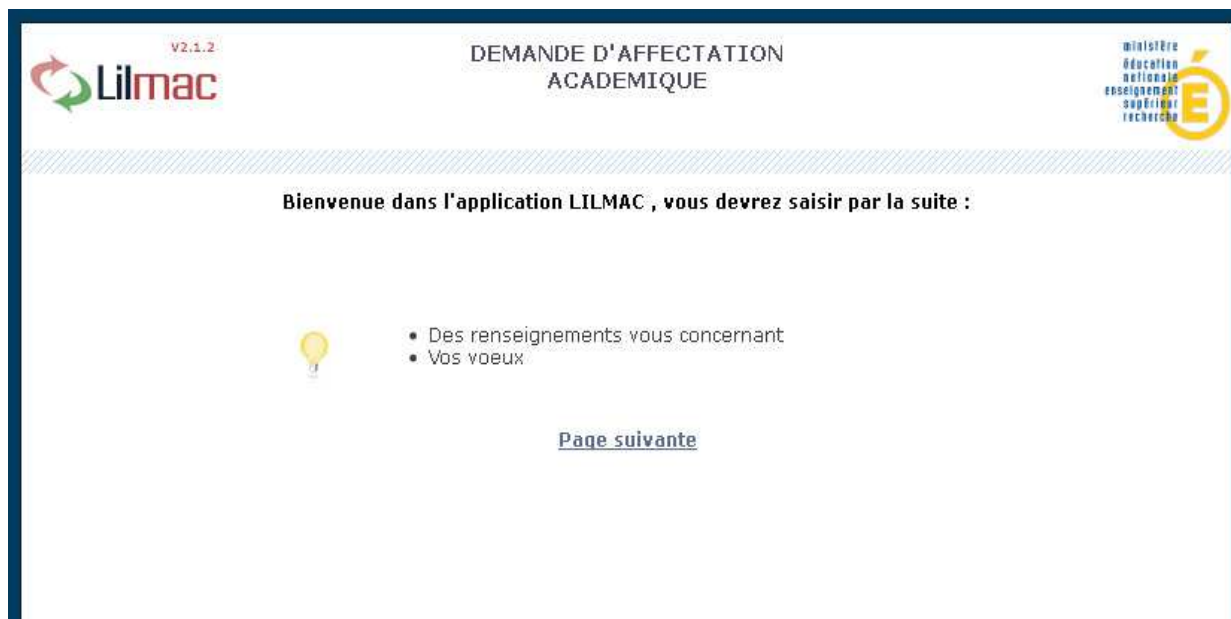 V2.1.2
Lilmac
DEMANDE D'AFFECTATION
ACADEMIQUE
ministère
éducation
nationale
enseignement
supérieur
recherche
É
Bienvenue dans l'application LILMAC , vous devrez saisir par la suite :
• Des renseignements vous concernant
• Vos voeux
Page suivante